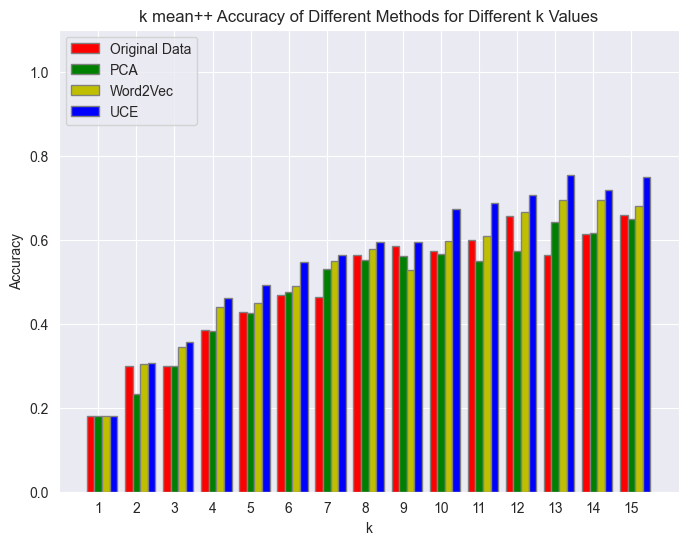 k mean++ Accuracy of Different Methods for Different k Values
Original Data
PCA
Word2Vec
UCE
Accuracy
1.0
0.8
0.6
0.4
0.2
0.0
1 2 3 4 5 6 7 8 9 10 11 12 13 14 15
k